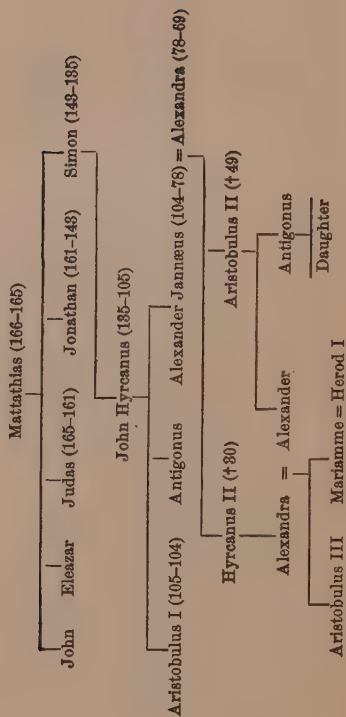 Mattathias (166–165)
John Eleazar Judas (165–161) Jonathan (161–143) Simon (143–135)
John Hyrcanus (135–105)
Aristobulus I (105–104) Antigonus Alexander Jannæus (104–78) = Alexandra (78–69)
Hyrcanus II († 30) Aristobulus II († 49)
Alexandra = Alexander Antigonus
Aristobulus III Mariamme = Herod I Daughter